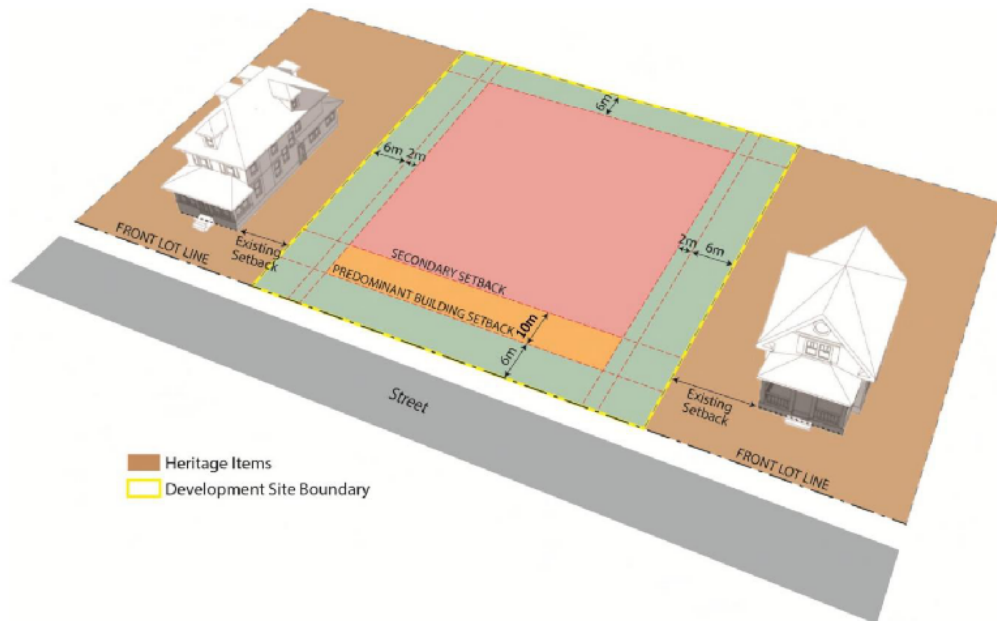 6m
6m
2m
FRONT LOT LINE
Existing
Setback
SECONDARY SETBACK
PREDOMINANT BUILDING SETBACK
10m
6m
2m
6m
Existing
Setback
Street
FRONT LOT LINE
Heritage Items
Development Site Boundary